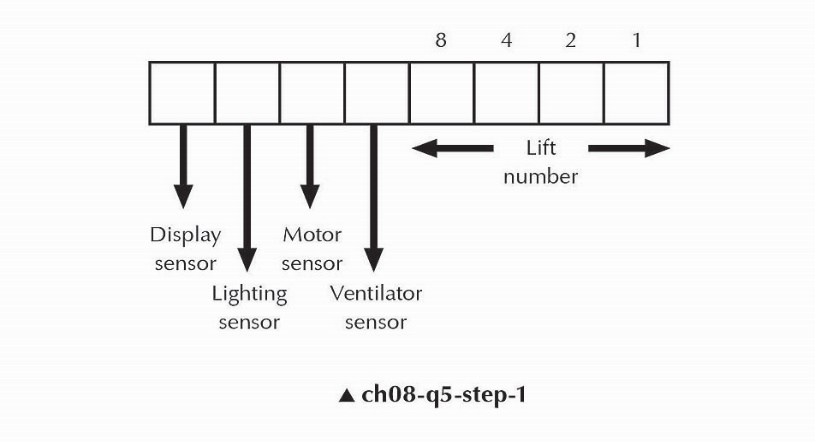 8 4 2 1
Lift
number
Display
sensor
Motor
sensor
Lighting
sensor
Ventilator
sensor
▲ ch08-q5-step-1